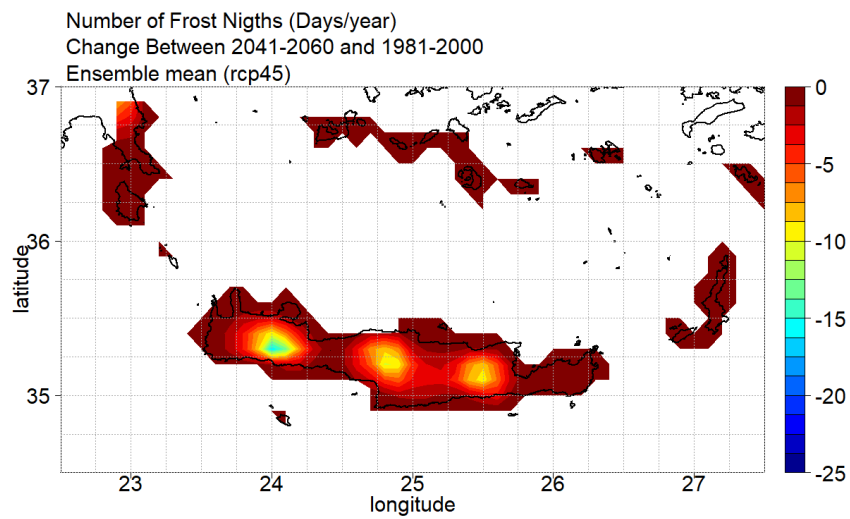 Number of Frost Nigths (Days/year)
Change Between 2041-2060 and 1981-2000
Ensemble mean (rcp45)
37
36
35
latitude
23
24
25
26
27
longitude
0
-5
-10
-15
-20
-25